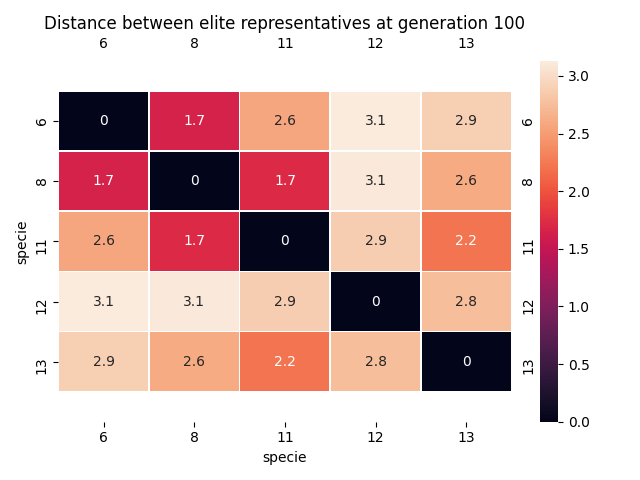 Distance between elite representatives at generation 100
6 8 11 12 13
6 0 1.7 2.6 3.1 2.9 6
8 1.7 0 1.7 3.1 2.6 8
11 2.6 1.7 0 2.9 2.2 11
12 3.1 3.1 2.9 0 2.8 12
13 2.9 2.6 2.2 2.8 0 13
specie
6 8 11 12 13
specie
3.0
2.5
2.0
1.5
1.0
0.5
0.0